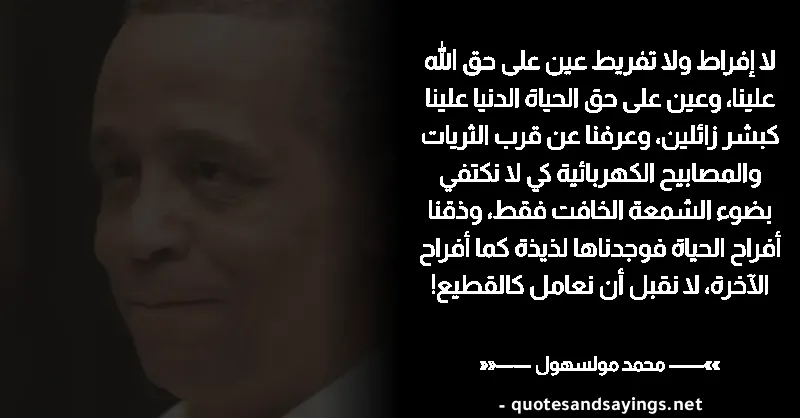 لا إفراط ولا تفريط عين على حق الله
علينا، وعين على حق الحياة الدنيا علينا
كبشر زائلين، وعرفنا عن قرب الثريات
والمصابيح الكهربائية كي لا نكتفي
بضوء الشمعة الخافت فقط، وذقنا
أفراح الحياة فوجدناها لذيذة كما أفراح
الآخرة، لا نقبل أن نعامل كالقطيع!
»»—— محمد مولسهول ——««
- quotesandsayings.net